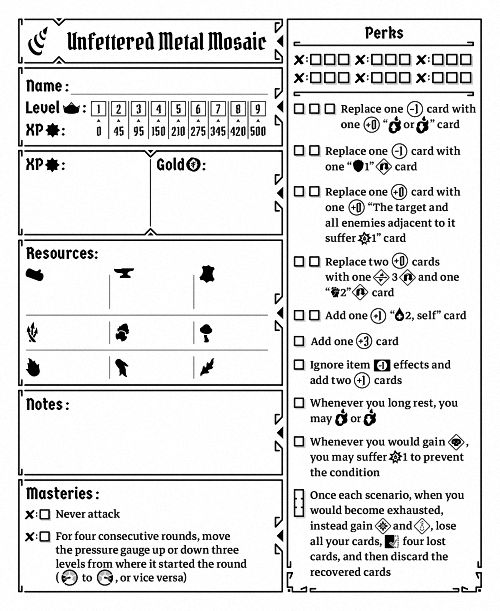 Unfettered Metal Mosaic
Name:
Level:
1 2 3 4 5 6 7 8 9
XP:
0 45 95 150 210 275 345 420 500
XP:
Gold:
Resources:
Notes:
Masteries:
Never attack
For four consecutive rounds, move
the pressure gauge up or down three
levels from where it started the round
( to , or vice versa)
Perks
Replace one -1 card with
one +0 “ or ” card
Replace one -1 card with
one “1” card
Replace one +0 card with
one +0 “The target and
all enemies adjacent to it
suffer 1” card
Replace two +0 cards
with one 3 and one
“2” card
Add one +1 “2, self” card
Add one +3 card
Ignore item -1 effects and
add two +1 cards
Whenever you long rest, you
may or
Whenever you would gain ,
you may suffer 1 to prevent
the condition
Once each scenario, when you
would become exhausted,
instead gain and , lose
all your cards, four lost
cards, and then discard the
recovered cards